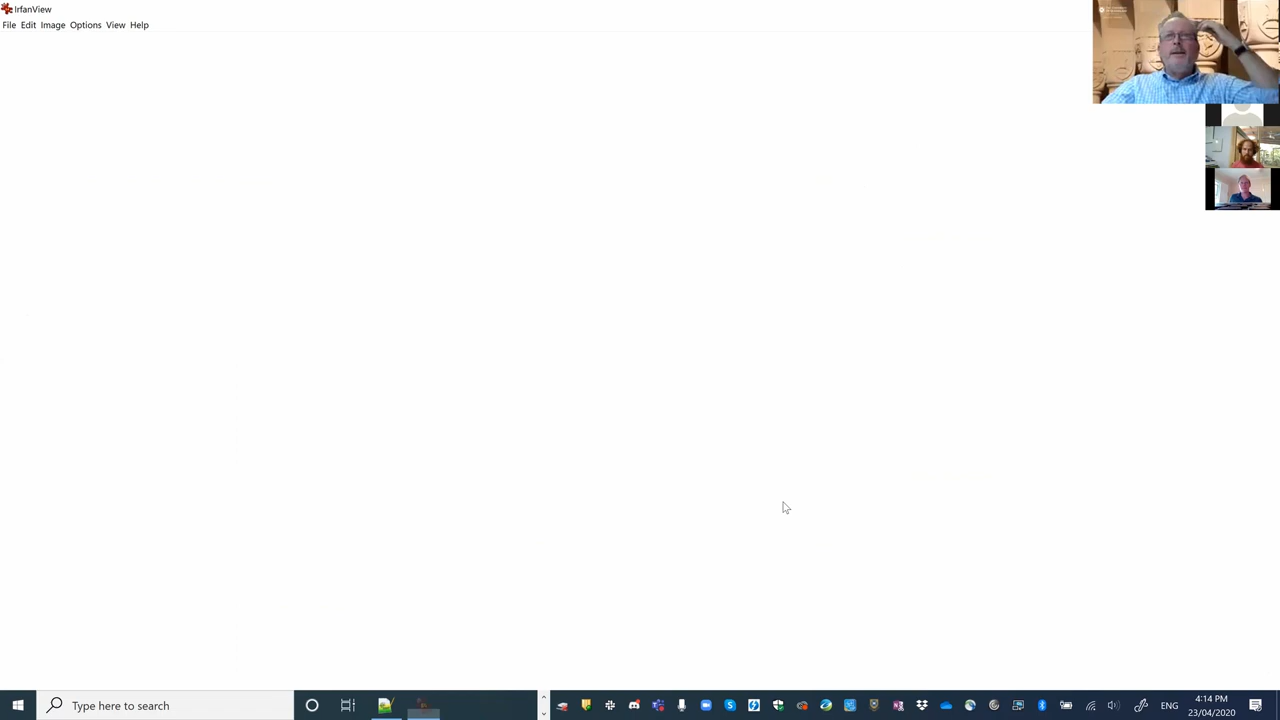 IrfanView
File Edit Image Options View Help
Type here to search
ENG
4:14 PM
23/04/2020